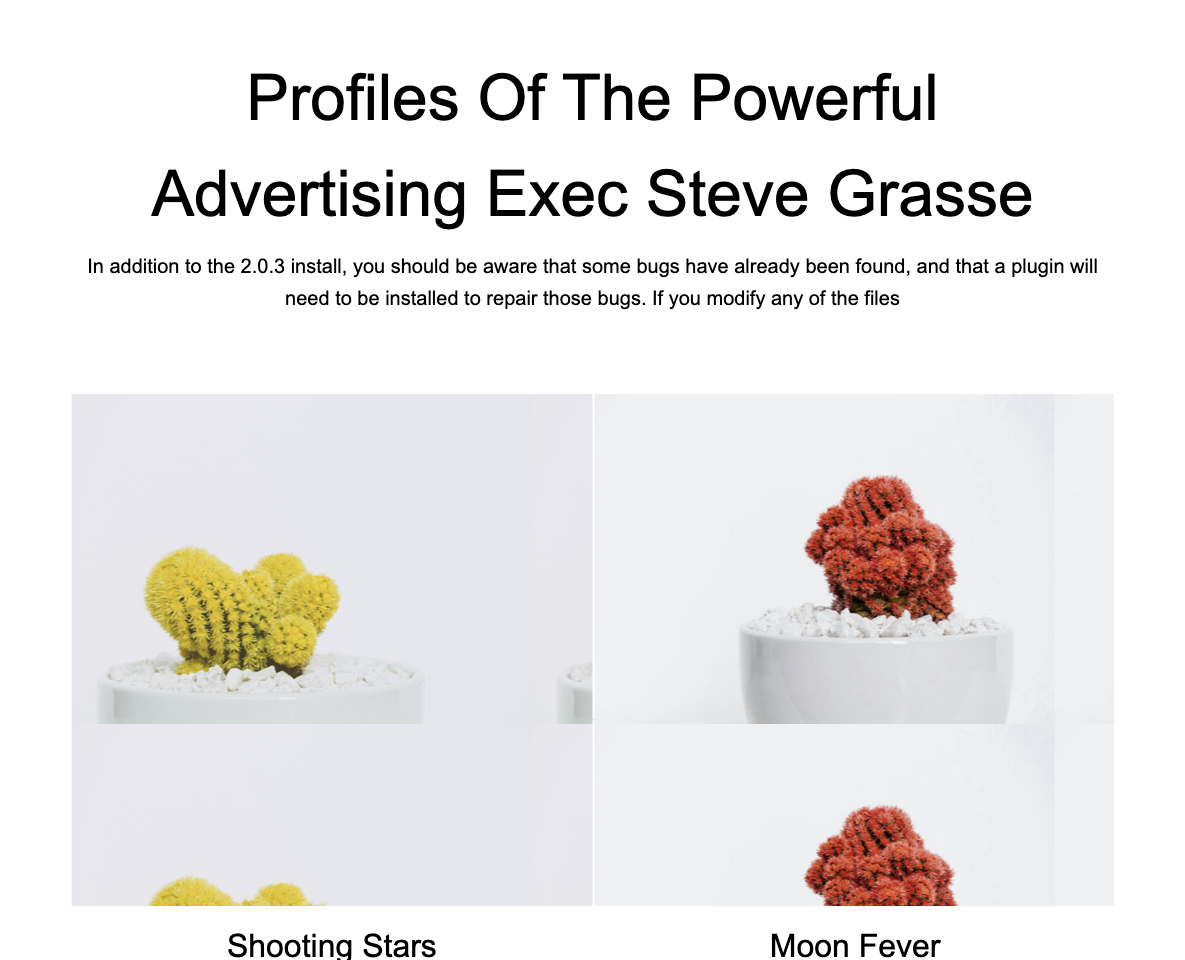 Profiles Of The Powerful
Advertising Exec Steve Grasse
In addition to the 2.0.3 install, you should be aware that some bugs have already been found, and that a plugin will
need to be installed to repair those bugs. If you modify any of the files
Shooting Stars
Moon Fever